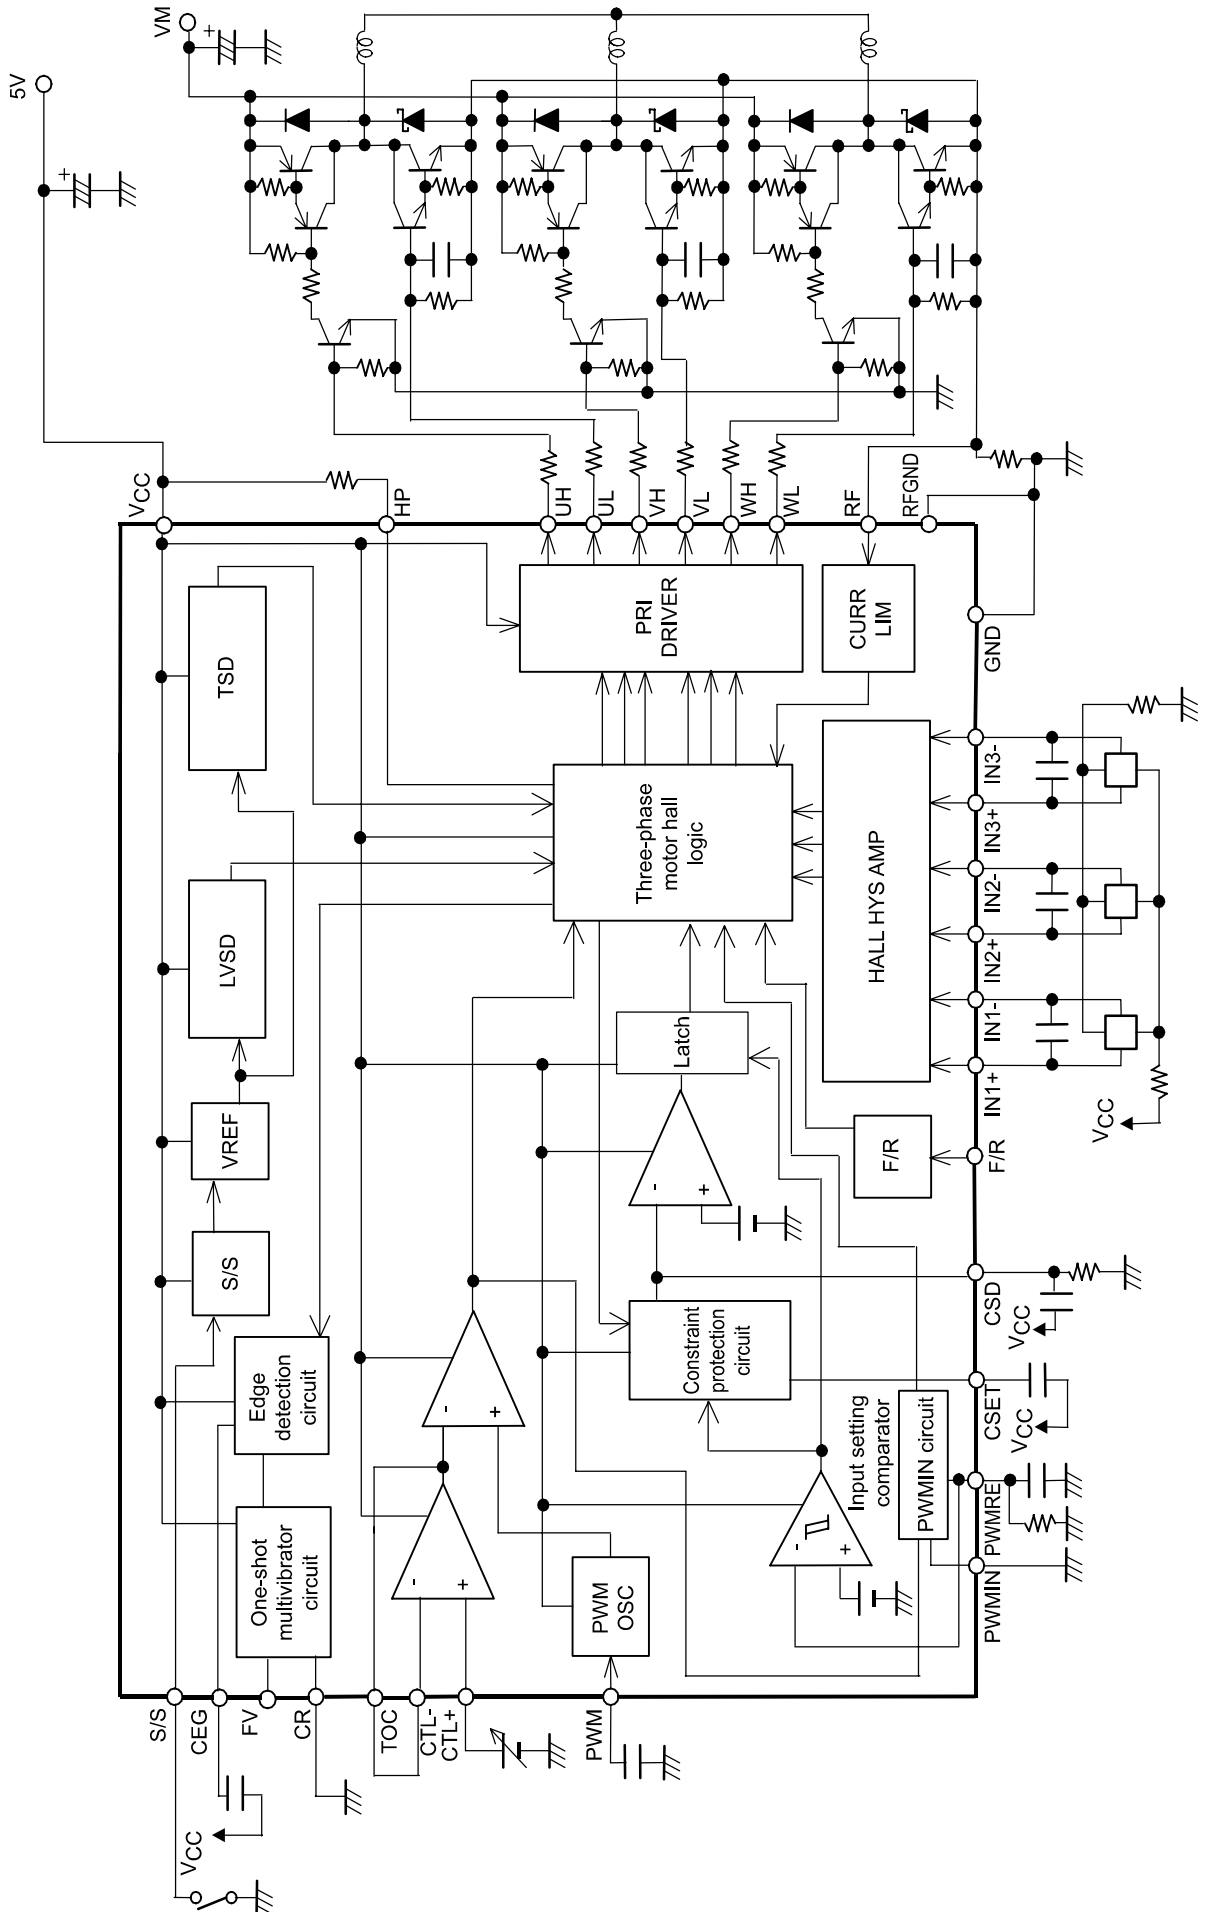 VM
+
5V
+
VCC
HP
UH
UL
VH
VL
WH
WL
RF
RFGND
TSD
PRI
DRIVER
CURR
LIM
GND
LVSD
Three-phase
motor hall
logic
HALL HYS AMP
IN3-
IN3+
IN2-
IN2+
IN1-
IN1+
VCC
VREF
Latch
F/R
F/R
-
+
S/S
Edge
detection
circuit
-
+
Constraint
protection
circuit
CSD
VCC
CSET
VCC
One-shot
multivibrator
circuit
-
+
PWM
OSC
Input setting
comparator
-
+
PWMIN circuit
PWMRE
PWMIN
S/S
CEG
FV
CR
TOC
CTL-
CTL+
PWM
VCC